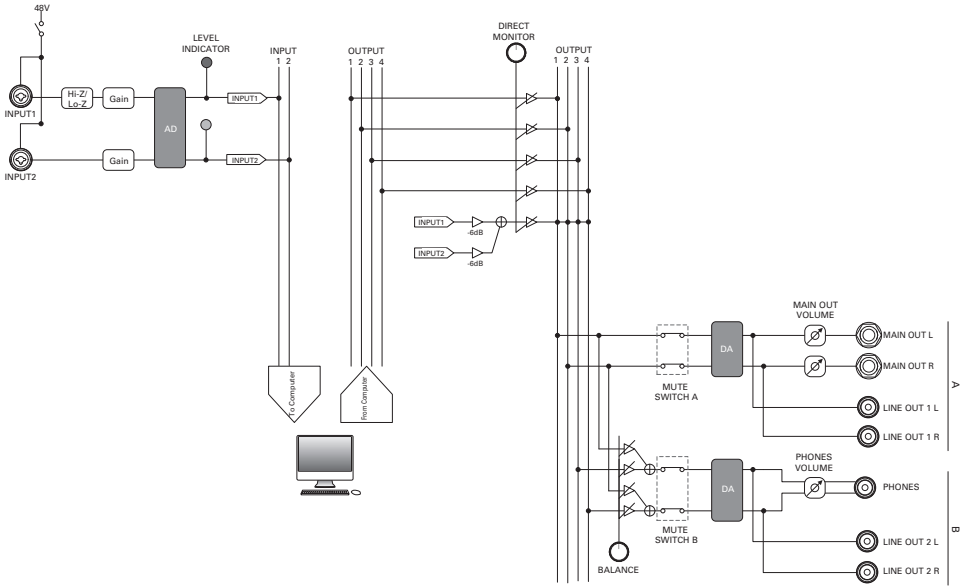 48V
LEVEL
INDICATOR
INPUT
1 2
OUTPUT
1 2 3 4
DIRECT
MONITOR
OUTPUT
1 2 3 4
Hi-Z/
Lo-Z
Gain
AD
INPUT1
INPUT1
Gain
INPUT2
INPUT2
INPUT1
-6dB
INPUT2
-6dB
To Computer
From Computer
MAIN OUT
VOLUME
MAIN OUT L
DA
MAIN OUT R
MUTE
SWITCH A
A
LINE OUT 1 L
LINE OUT 1 R
PHONES
VOLUME
DA
PHONES
MUTE
SWITCH B
B
LINE OUT 2 L
BALANCE
LINE OUT 2 R